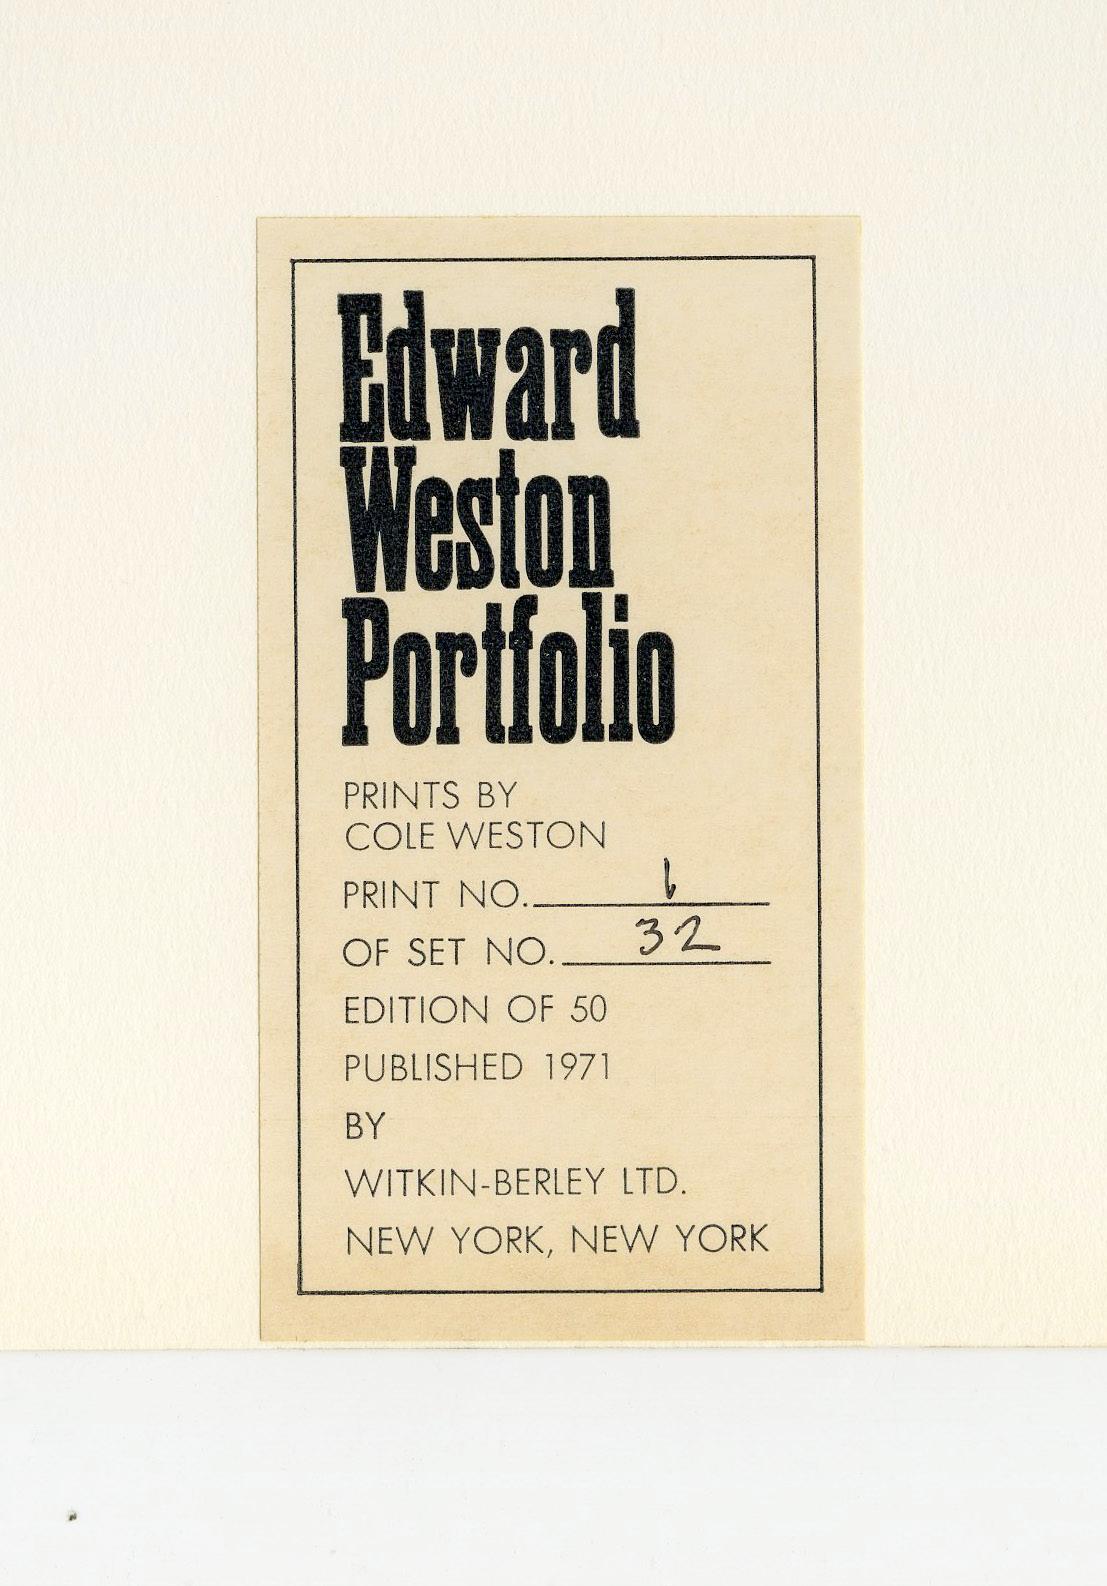 Edward
Weston
Portfolio
PRINTS BY
COLE WESTON
PRINT NO. 1
OF SET NO. 32
EDITION OF 50
PUBLISHED 1971
BY
WITKIN-BERLEY LTD.
NEW YORK, NEW YORK